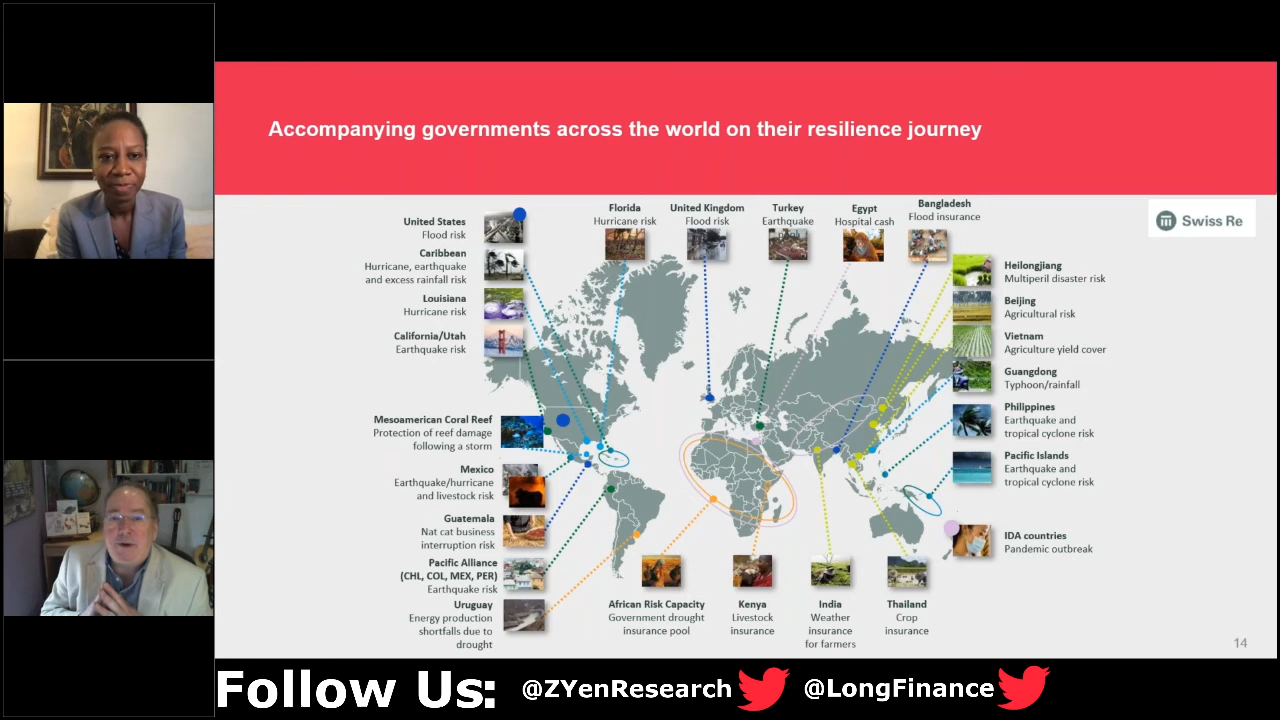 Accompanying governments across the world on their resilience journey
Swiss Re
United States
Flood risk
Caribbean
Hurricane, earthquake
and excess rainfall risk
Louisiana
Hurricane risk
California/Utah
Earthquake risk
Florida
Hurricane risk
United Kingdom
Flood risk
Turkey
Earthquake
Egypt
Hospital cash
Bangladesh
Flood insurance
Heilongjiang
Multiperil disaster risk
Beijing
Agricultural risk
Vietnam
Agriculture yield cover
Guangdong
Typhoon/rainfall
Philippines
Earthquake and
tropical cyclone risk
Pacific Islands
Earthquake and
tropical cyclone risk
IDA countries
Pandemic outbreak
Mesoamerican Coral Reef
Protection of reef damage
following a storm
Mexico
Earthquake/hurricane
and livestock risk
Guatemala
Nat cat business
interruption risk
Pacific Alliance
(CHL, COL, MEX, PER)
Earthquake risk
Uruguay
Energy production
shortfalls due to
drought
African Risk Capacity
Government drought
insurance pool
Kenya
Livestock
insurance
India
Weather
insurance
for farmers
Thailand
Crop
insurance
14
Follow Us: @ZYenResearch @LongFinance